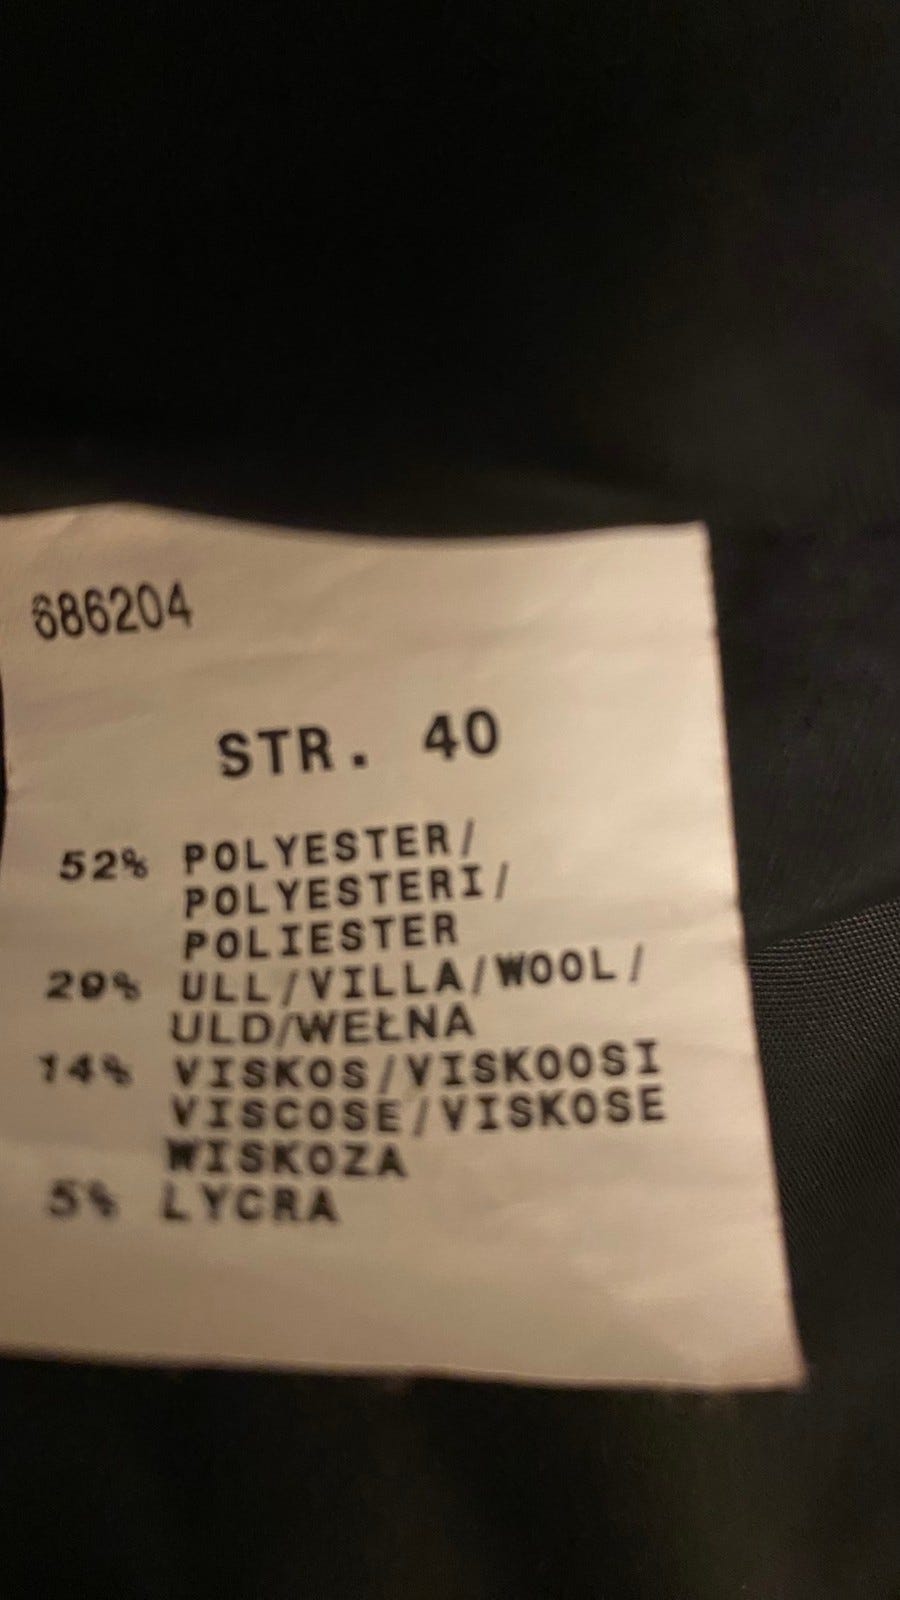 686204
STR. 40
52% POLYESTER/
POLYESTERI/
POLIESTER
29% ULL/VILLA/WOOL/
ULD/WEŁNA
14% VISKOS/VISKOOSI
VISCOSE/VISKOSE
WISKOZA
5% LYCRA